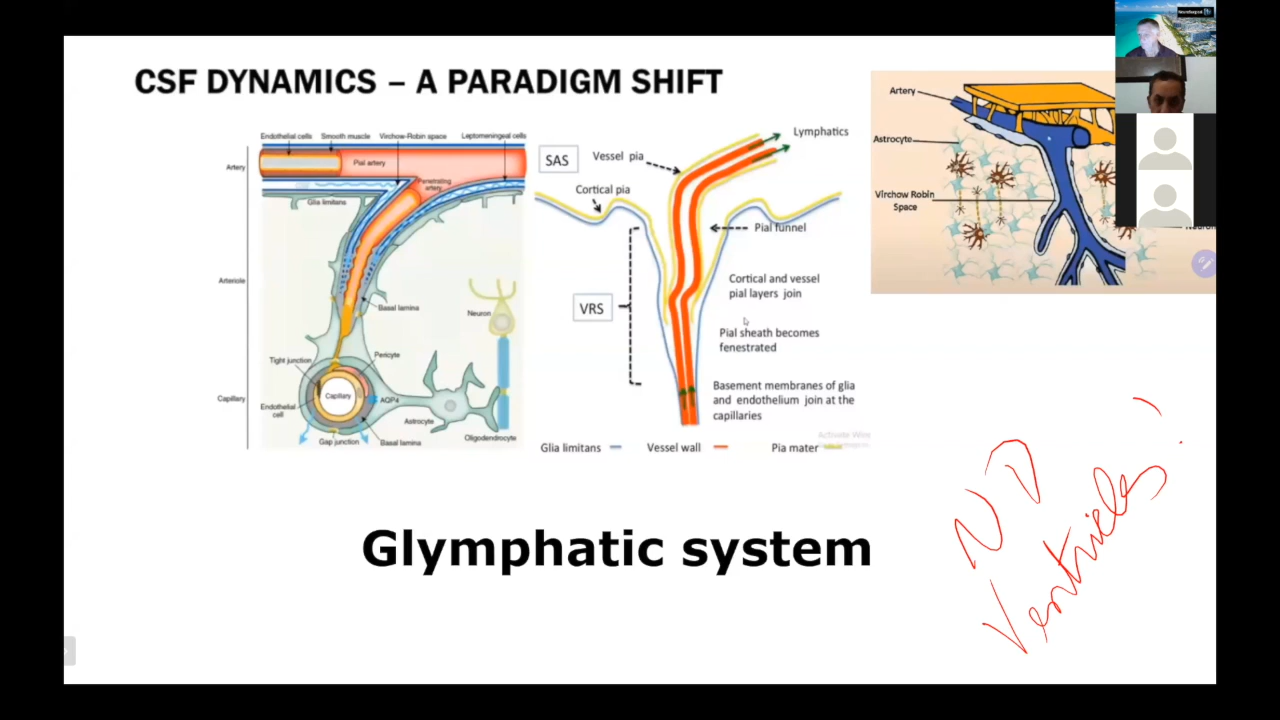 CSF DYNAMICS – A PARADIGM SHIFT
Endothelial cells Smooth muscle Virchow-Robin space Leptomeningeal cells
Artery
Pial artery
Penetrating
artery
Glia limitans
Arteriole
Basal lamina
Neuron
Tight junction
Pericyte
Capillary
Capillary
AQP4
Endothelial
cell
Astrocyte
Gap junction
Basal lamina
Oligodendrocyte
SAS
Vessel pia
Lymphatics
Cortical pia
Pial funnel
VRS
Cortical and vessel
pial layers join
Pial sheath becomes
fenestrated
Basement membranes of glia
and endothelium join at the
capillaries
Glia limitans
Vessel wall
Pia mater
Artery
Astrocyte
Virchow Robin
Space
Glymphatic system
NO
Ventricles!